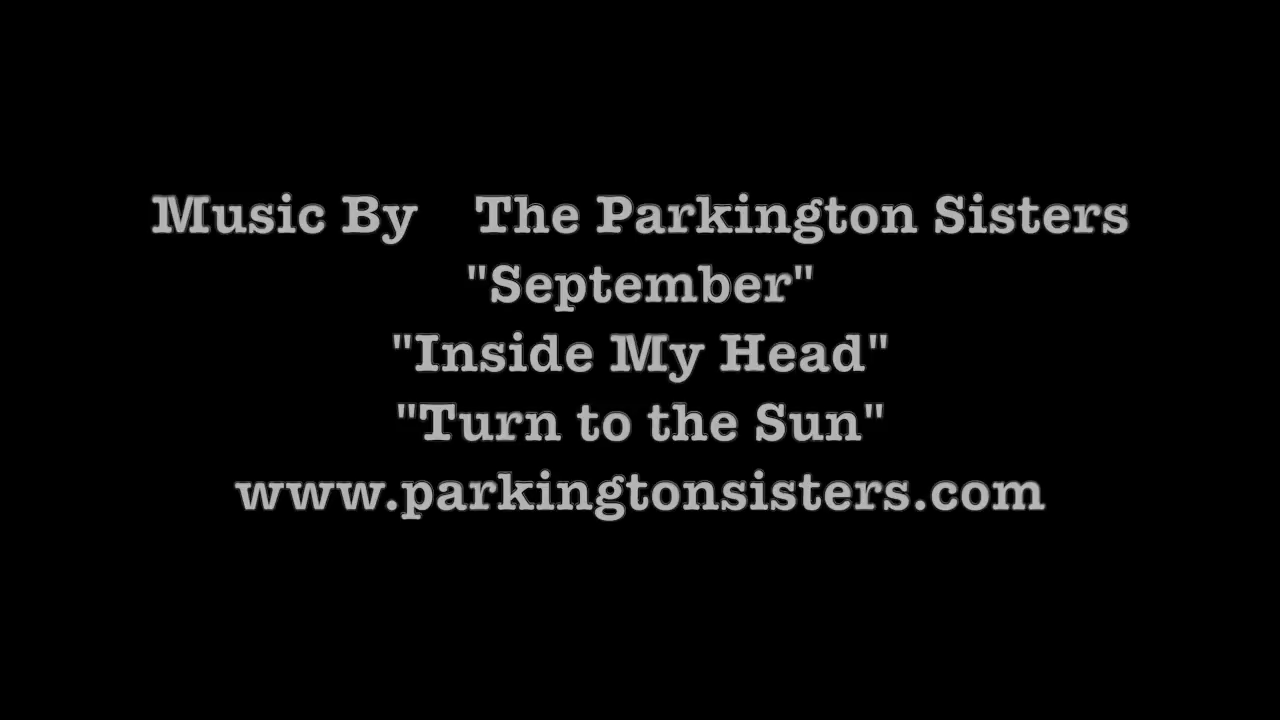 Music By    The Parkington Sisters
"September"
"Inside My Head"
"Turn to the Sun"
www.parkingtonsisters.com